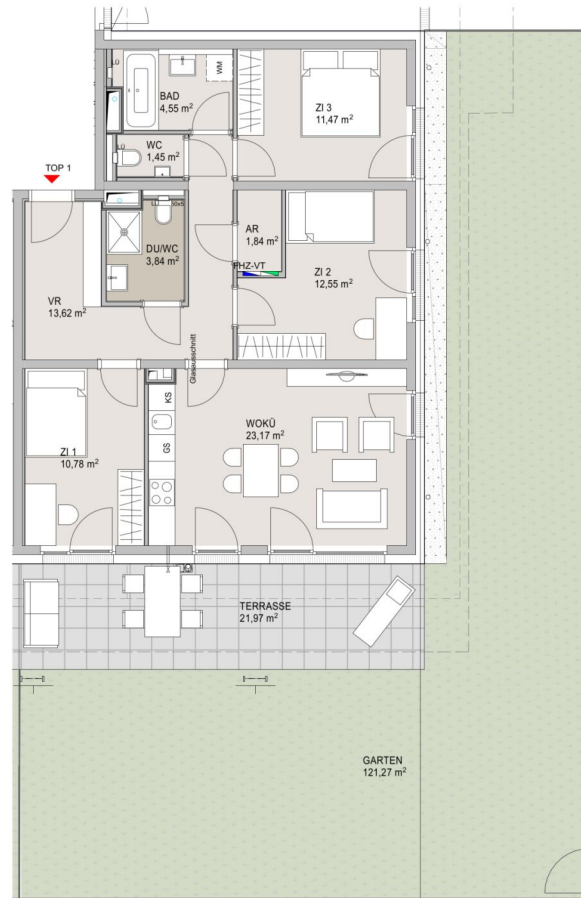 LÜ
WM
BAD
4,55 m²
ZI 3
11,47 m²
LÜ
WC
1,45 m²
TOP 1
AR
1,84 m²
DU/WC
3,84 m²
FHZ-VT
ZI 2
12,55 m²
VR
13,62 m²
Glasausschnitt
KS
GS
WOKÜ
23,17 m²
ZI 1
10,78 m²
TERRASSE
21,97 m²
GARTEN
121,27 m²